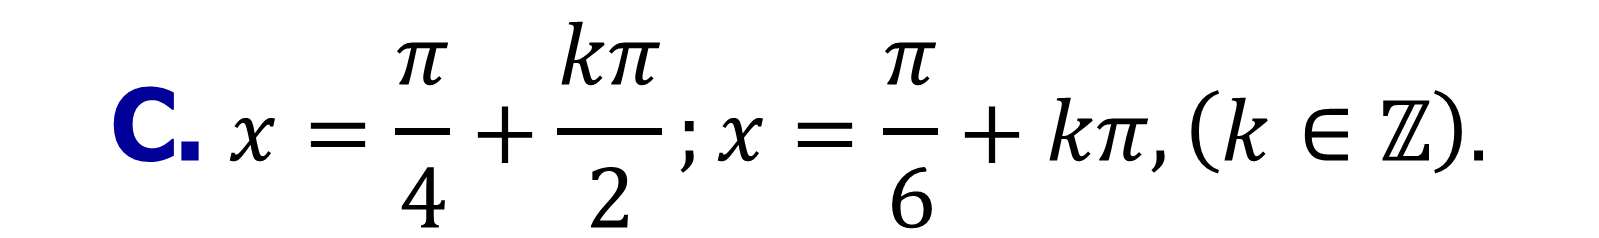 C. x = π/4 + kπ/2 ; x = π/6 + kπ, (k ∈ ℤ).